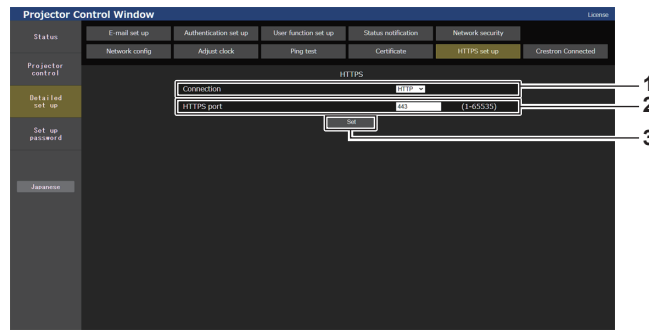 Projector Control Window License
Status
E-mail set up Authentication set up User function set up Status notification Network security
Network config Adjust clock Ping test Certificate HTTPS set up Crestron Connected
Projector
control
HTTPS
Connection HTTP 1
HTTPS port 443 (1-65535) 2
Detailed
set up
Set 3
Set up
password
Japanese